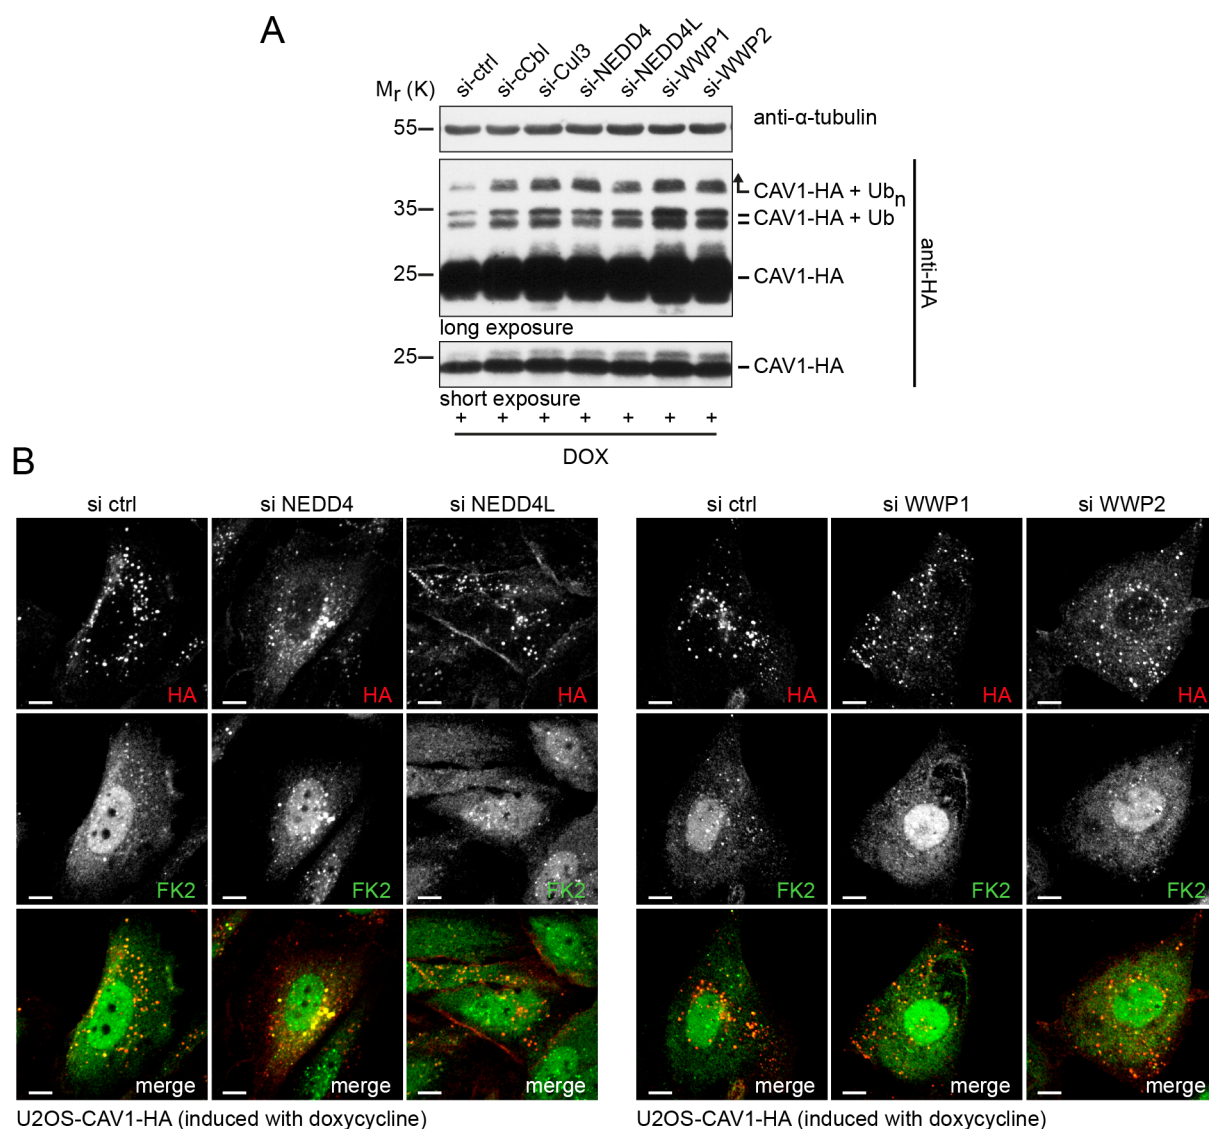 A
si-ctrl
si-cCbl
si-Cul3
si-NEDD4
si-NEDD4L
si-WWP1
si-WWP2
Mr (K)
55
anti-α-tubulin
CAV1-HA + Ubn
35
CAV1-HA + Ub
25
CAV1-HA
anti-HA
long exposure
25
CAV1-HA
short exposure
+ + + + + + +
DOX
B
si ctrl si NEDD4 si NEDD4L si ctrl si WWP1 si WWP2
HA HA HA HA HA HA
FK2 FK2 FK2 FK2 FK2 FK2
merge merge merge merge merge merge
U2OS-CAV1-HA (induced with doxycycline) U2OS-CAV1-HA (induced with doxycycline)